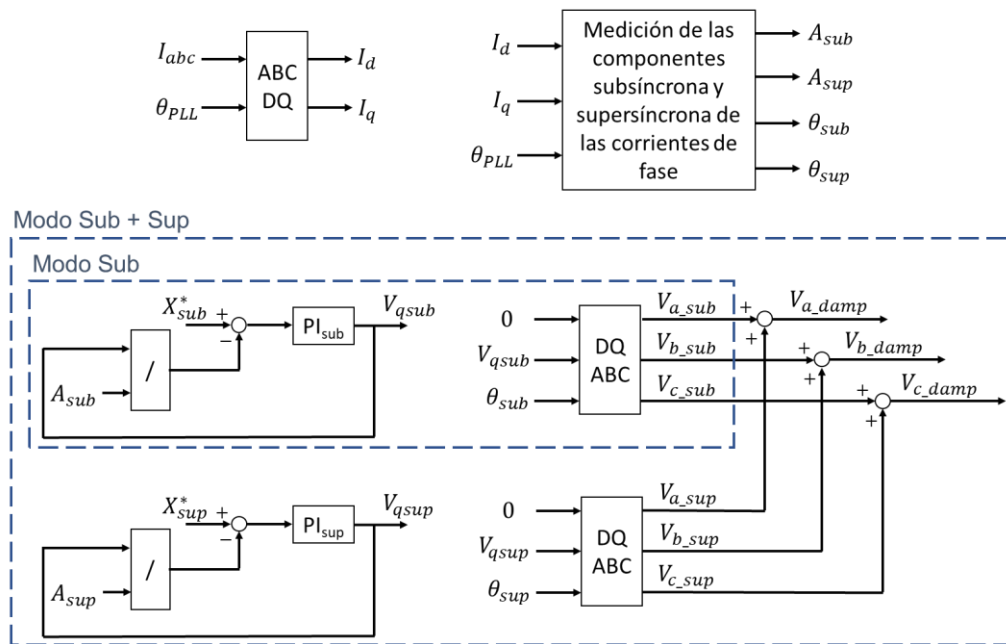 I_abc
θ_PLL
ABC
DQ
I_d
I_q
I_d
I_q
θ_PLL
Medición de las
componentes
subsíncrona y
supersíncrona de
las corrientes de
fase
A_sub
A_sup
θ_sub
θ_sup
Modo Sub + Sup
Modo Sub
X*_sub
+
−
/
A_sub
PI_sub
V_qsub
0
V_qsub
θ_sub
DQ
ABC
V_a_sub
V_b_sub
V_c_sub
+
+
V_a_damp
+
+
V_b_damp
+
+
V_c_damp
X*_sup
+
−
/
A_sup
PI_sup
V_qsup
0
V_qsup
θ_sup
DQ
ABC
V_a_sup
V_b_sup
V_c_sup